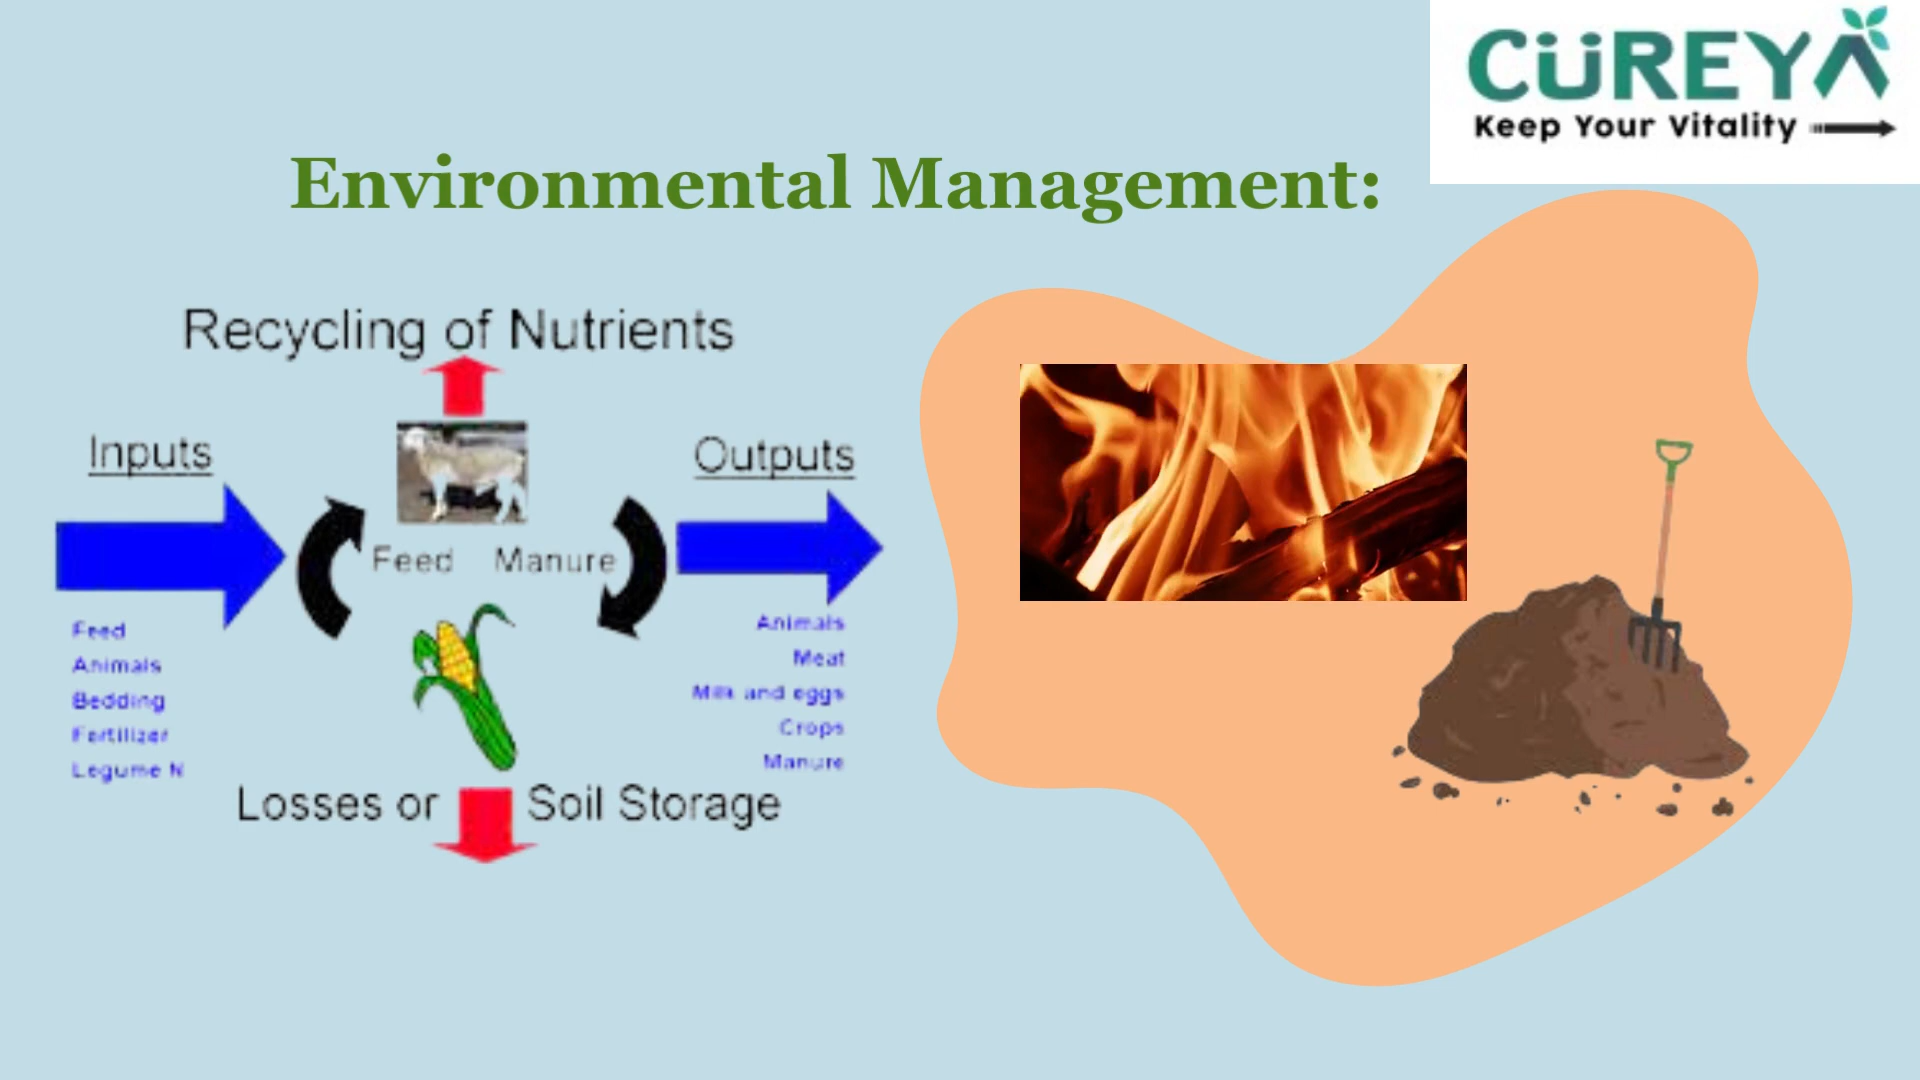 CÜREYA
Keep Your Vitality
Environmental Management:
Recycling of Nutrients
Inputs
Outputs
Feed Manure
Feed
Animals
Bedding
Fertilizer
Legume N
Animals
Meat
Milk and eggs
Crops
Manure
Losses or Soil Storage